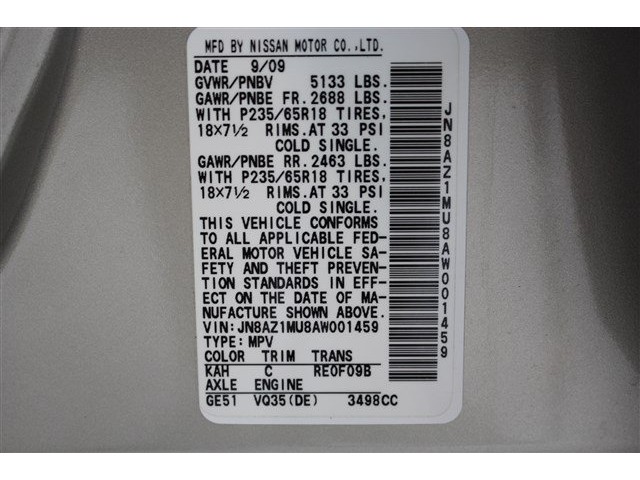 MFD BY NISSAN MOTOR CO.,LTD.
DATE 9/09
GVWR/PNBV 5133 LBS.
GAWR/PNBE FR. 2688 LBS.
WITH P235/65R18 TIRES,
18×7½ RIMS. AT 33 PSI
COLD SINGLE.
GAWR/PNBE RR. 2463 LBS.
WITH P235/65R18 TIRES,
18×7½ RIMS. AT 33 PSI
COLD SINGLE.
THIS VEHICLE CONFORMS
TO ALL APPLICABLE FED-
ERAL MOTOR VEHICLE SA-
FETY AND THEFT PREVEN-
TION STANDARDS IN EFF-
ECT ON THE DATE OF MA-
NUFACTURE SHOWN ABOVE.
VIN:JN8AZ1MU8AW001459
TYPE:MPV
COLOR TRIM TRANS
KAH C RE0F09B
AXLE ENGINE
GE51 VQ35(DE) 3498CC
JN8AZ1MU8AW001459